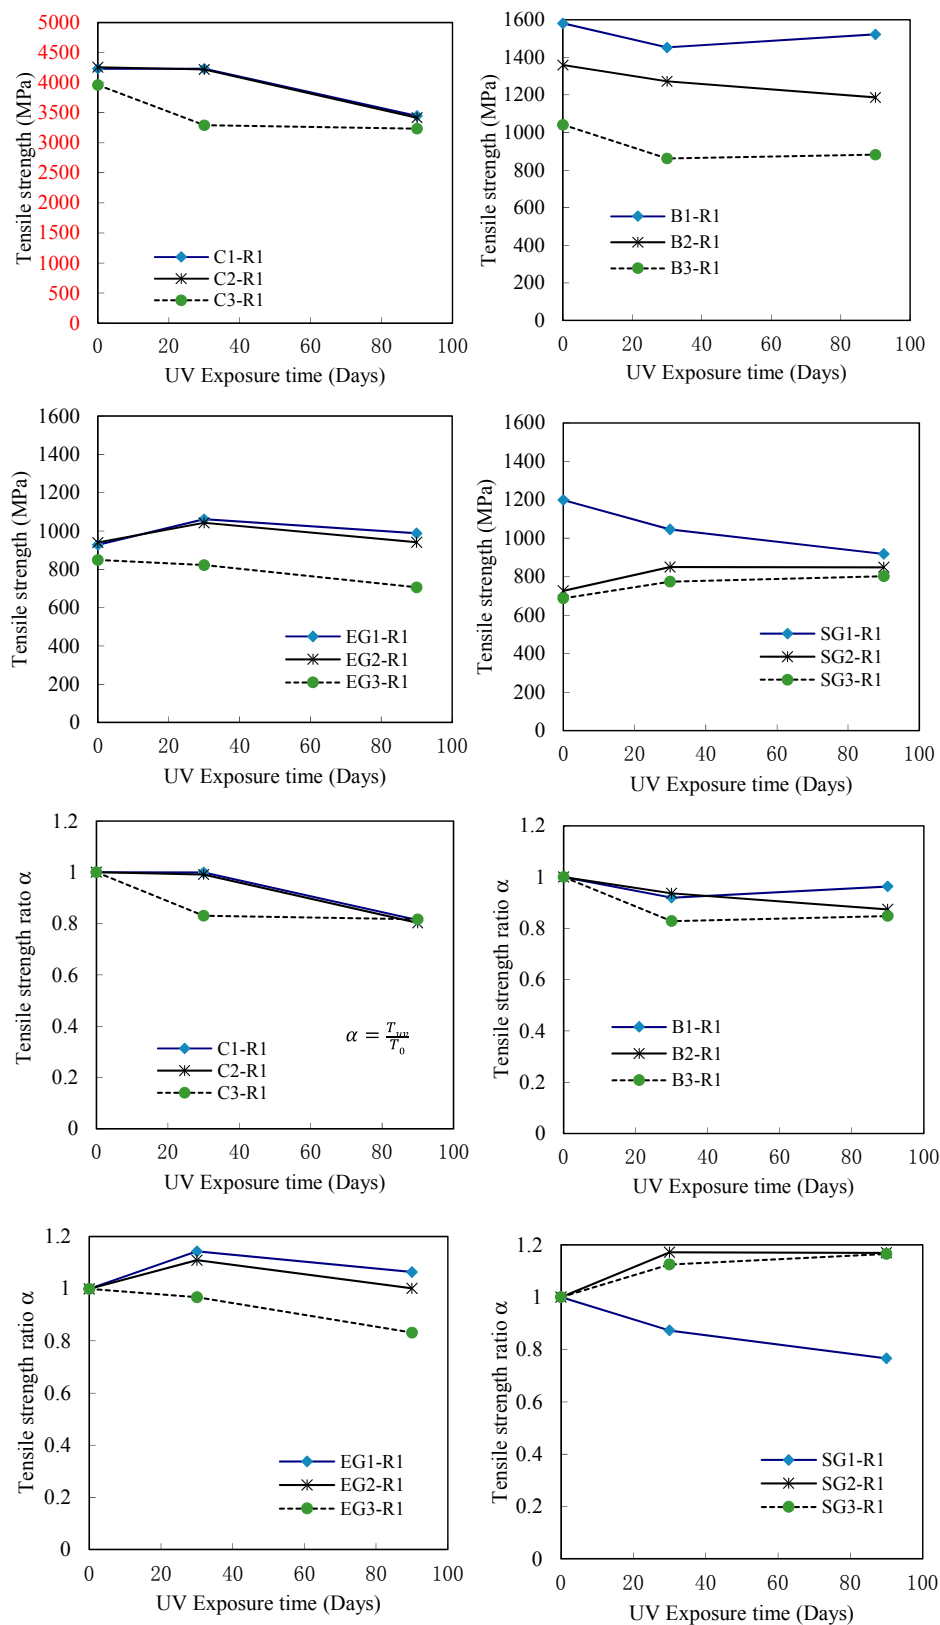 Tensile strength (MPa)
5000
4500
4000
3500
3000
2500
2000
1500
1000
500
0
C1-R1
C2-R1
C3-R1
0 20 40 60 80 100
UV Exposure time (Days)
Tensile strength (MPa)
1600
1400
1200
1000
800
600
400
200
0
B1-R1
B2-R1
B3-R1
0 20 40 60 80 100
UV Exposure time (Days)
Tensile strength (MPa)
1600
1400
1200
1000
800
600
400
200
0
EG1-R1
EG2-R1
EG3-R1
0 20 40 60 80 100
UV Exposure time (Days)
Tensile strength (MPa)
1600
1400
1200
1000
800
600
400
200
0
SG1-R1
SG2-R1
SG3-R1
0 20 40 60 80 100
UV Exposure time (Days)
Tensile strength ratio α
1.2
1
0.8
0.6
0.4
0.2
0
α = T_uv / T_0
C1-R1
C2-R1
C3-R1
0 20 40 60 80 100
UV Exposure time (Days)
Tensile strength ratio α
1.2
1
0.8
0.6
0.4
0.2
0
B1-R1
B2-R1
B3-R1
0 20 40 60 80 100
UV Exposure time (Days)
Tensile strength ratio α
1.2
1
0.8
0.6
0.4
0.2
0
EG1-R1
EG2-R1
EG3-R1
0 20 40 60 80 100
UV Exposure time (Days)
Tensile strength ratio α
1.2
1
0.8
0.6
0.4
0.2
0
SG1-R1
SG2-R1
SG3-R1
0 20 40 60 80 100
UV Exposure time (Days)